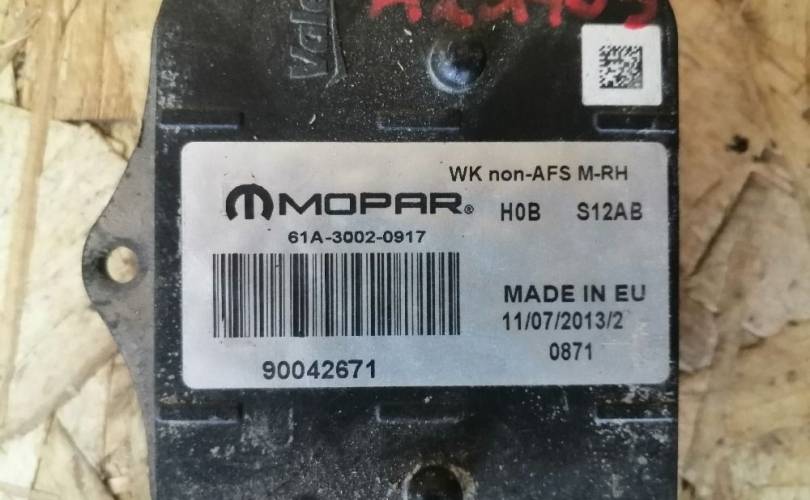 WK non-AFS M-RH
MOPAR® H0B S12AB
61A-3002-0917
MADE IN EU
11/07/2013/2
0871
90042671